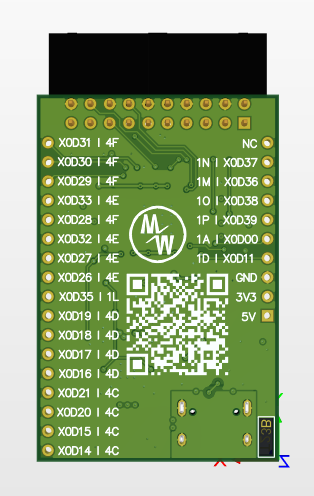 X0D31 | 4F
X0D30 | 4F
X0D29 | 4F
X0D33 | 4E
X0D28 | 4F
X0D32 | 4E
X0D27 | 4E
X0D26 | 4E
X0D35 | 1L
X0D19 | 4D
X0D18 | 4D
X0D17 | 4D
X0D16 | 4D
X0D21 | 4C
X0D20 | 4C
X0D15 | 4C
X0D14 | 4C
MW
NC
1N | X0D37
1M | X0D36
1O | X0D38
1P | X0D39
1A | X0D00
1D | X0D11
GND
3V3
5V
3B
Z